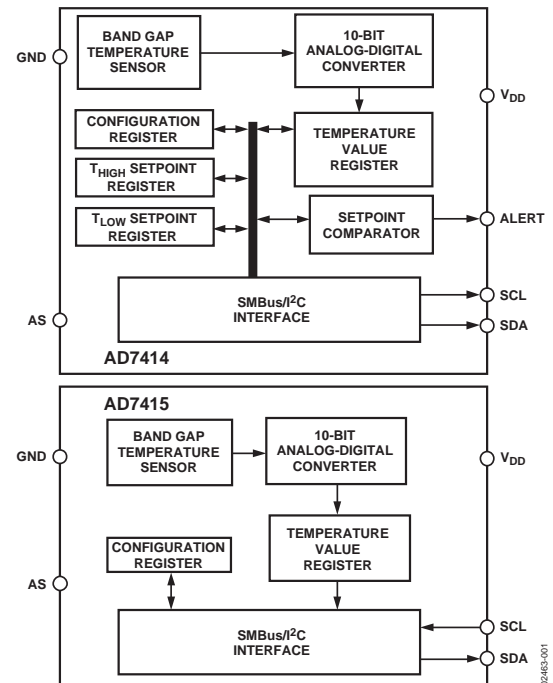 BAND GAP
TEMPERATURE
SENSOR
10-BIT
ANALOG-DIGITAL
CONVERTER
GND
VDD
CONFIGURATION
REGISTER
TEMPERATURE
VALUE
REGISTER
THIGH SETPOINT
REGISTER
TLOW SETPOINT
REGISTER
SETPOINT
COMPARATOR
ALERT
SMBus/I2C
INTERFACE
SCL
AS
SDA
AD7414
AD7415
BAND GAP
TEMPERATURE
SENSOR
10-BIT
ANALOG-DIGITAL
CONVERTER
GND
VDD
CONFIGURATION
REGISTER
TEMPERATURE
VALUE
REGISTER
AS
SMBus/I2C
INTERFACE
SCL
SDA
02463-001